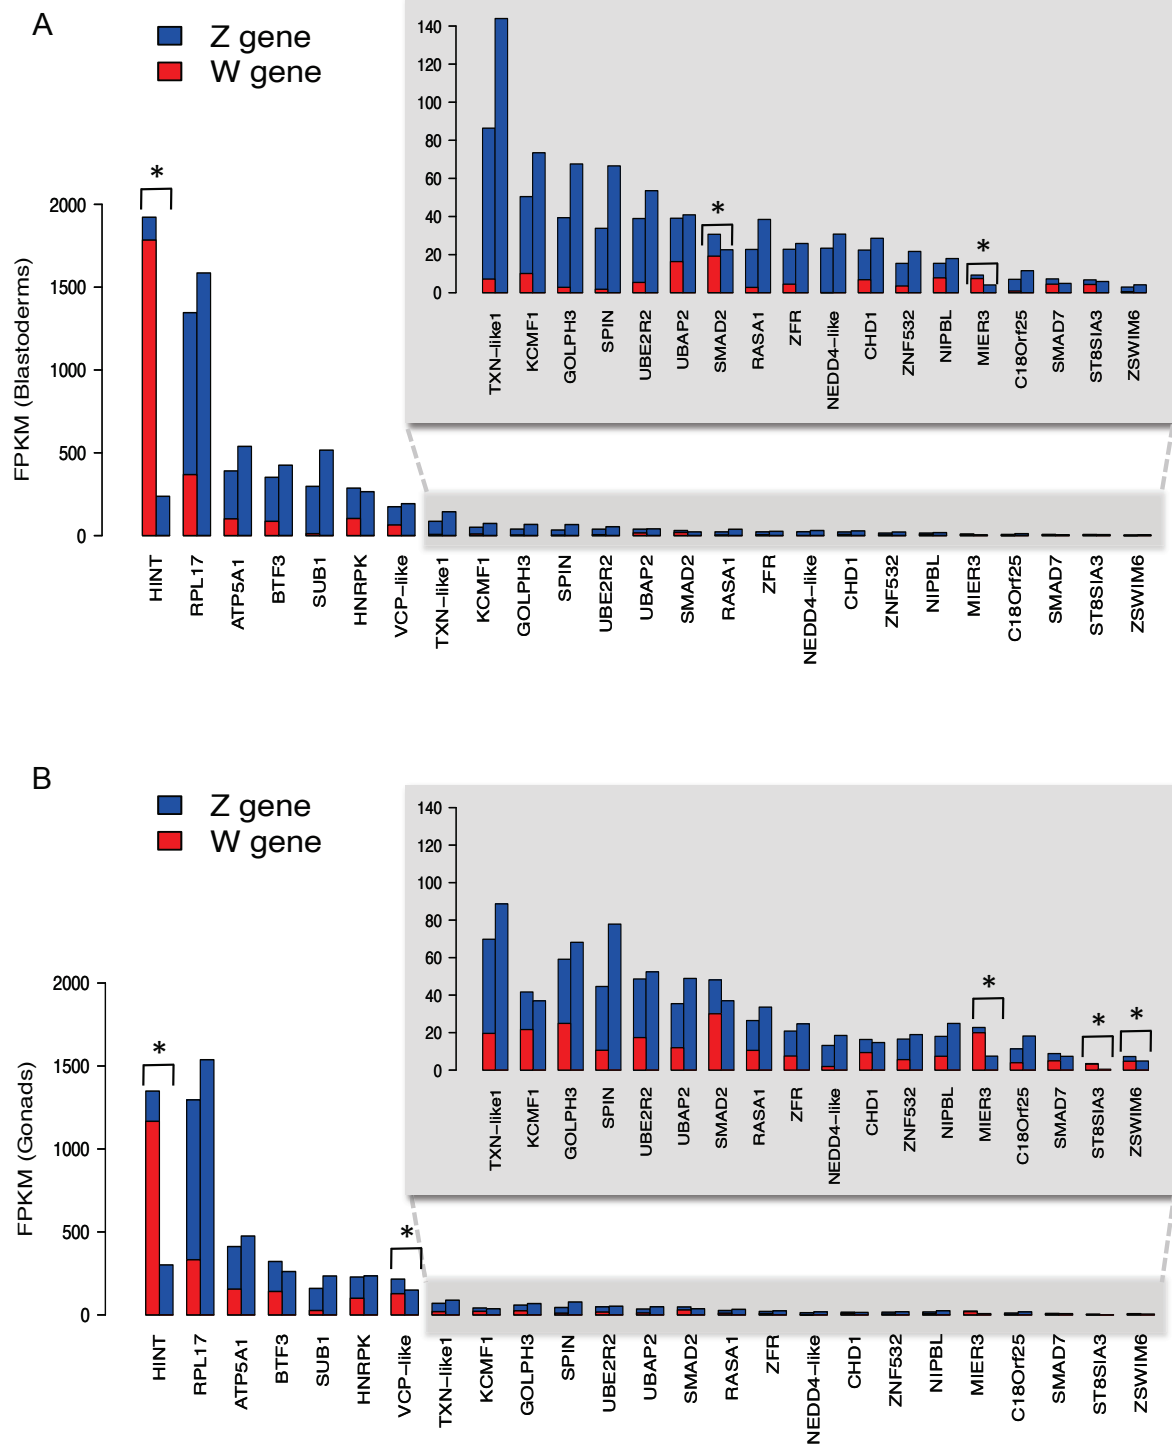 A
Z gene
W gene
140
120
100
80
60
40
20
0
*
*
TXN−like1
KCMF1
GOLPH3
SPIN
UBE2R2
UBAP2
SMAD2
RASA1
ZFR
NEDD4−like
CHD1
ZNF532
NIPBL
MIER3
C18Orf25
SMAD7
ST8SIA3
ZSWIM6
FPKM (Blastoderms)
2000
1500
1000
500
0
*
HINT
RPL17
ATP5A1
BTF3
SUB1
HNRPK
VCP−like
TXN−like1
KCMF1
GOLPH3
SPIN
UBE2R2
UBAP2
SMAD2
RASA1
ZFR
NEDD4−like
CHD1
ZNF532
NIPBL
MIER3
C18Orf25
SMAD7
ST8SIA3
ZSWIM6
B
Z gene
W gene
140
120
100
80
60
40
20
0
*
*
*
TXN−like1
KCMF1
GOLPH3
SPIN
UBE2R2
UBAP2
SMAD2
RASA1
ZFR
NEDD4−like
CHD1
ZNF532
NIPBL
MIER3
C18Orf25
SMAD7
ST8SIA3
ZSWIM6
FPKM (Gonads)
2000
1500
1000
500
0
*
*
HINT
RPL17
ATP5A1
BTF3
SUB1
HNRPK
VCP−like
TXN−like1
KCMF1
GOLPH3
SPIN
UBE2R2
UBAP2
SMAD2
RASA1
ZFR
NEDD4−like
CHD1
ZNF532
NIPBL
MIER3
C18Orf25
SMAD7
ST8SIA3
ZSWIM6